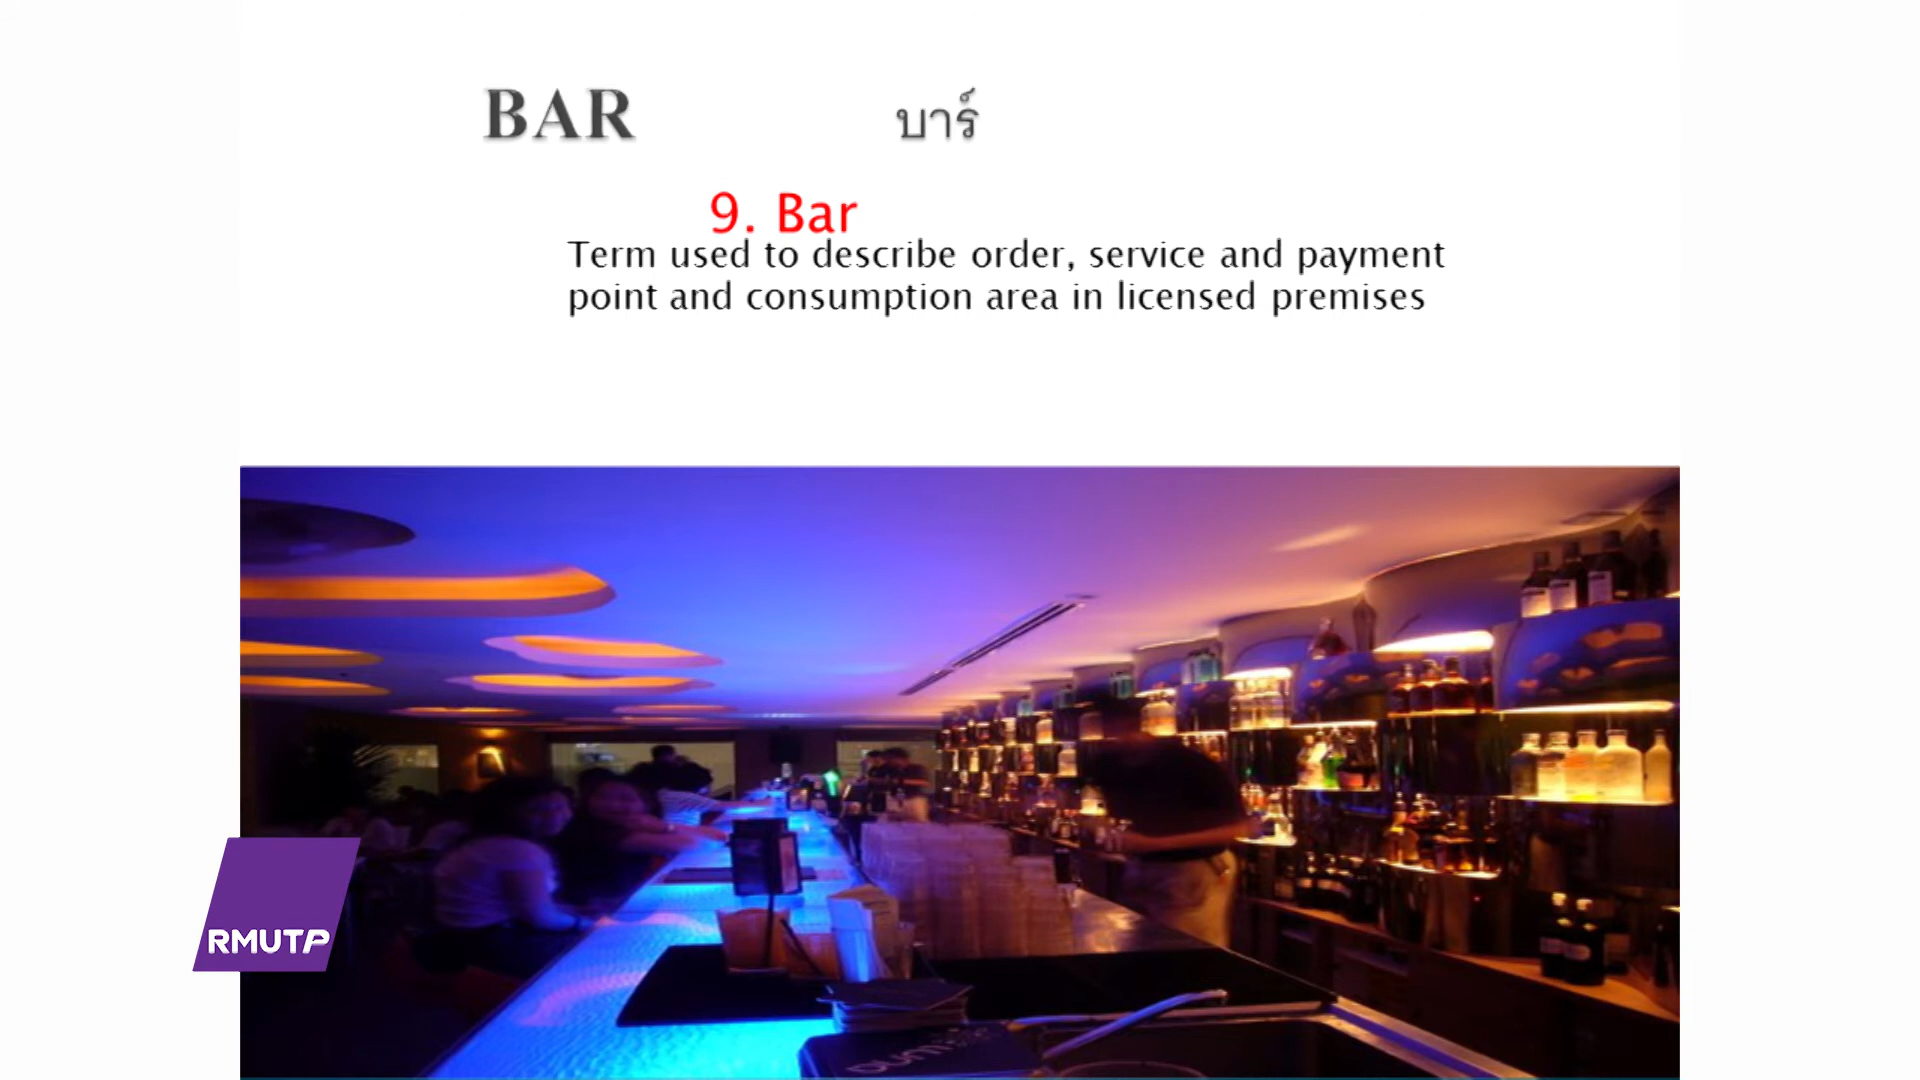 BAR บาร์
9. Bar
Term used to describe order, service and payment
point and consumption area in licensed premises
RMUTP